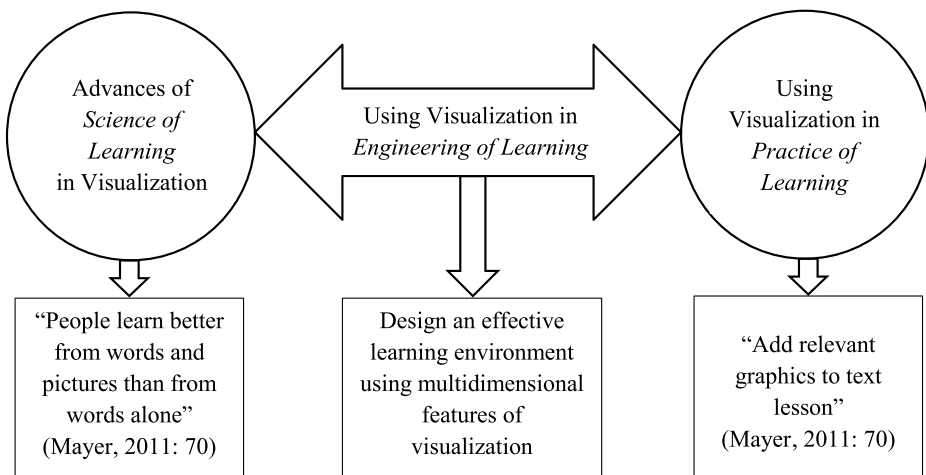 Advances of
Science of
Learning
in Visualization
Using Visualization in
Engineering of Learning
Using
Visualization in
Practice of
Learning
“People learn better
from words and
pictures than from
words alone”
(Mayer, 2011: 70)
Design an effective
learning environment
using multidimensional
features of
visualization
“Add relevant
graphics to text
lesson”
(Mayer, 2011: 70)